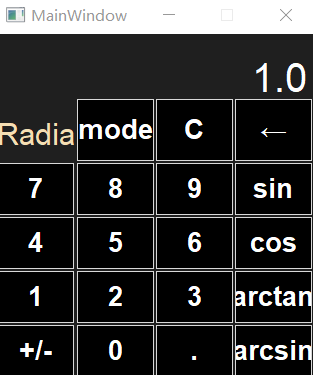 MainWindow
1.0
Radia mode C ←
7 8 9 sin
4 5 6 cos
1 2 3 arctan
+/- 0 . arcsin